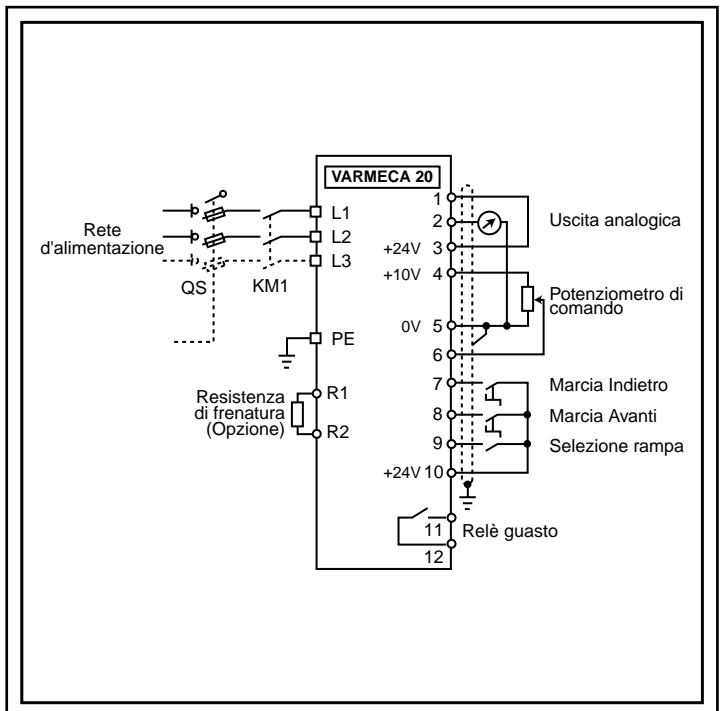 VARMECA 20
Rete
d'alimentazione
QS
KM1
L1
L2
L3
PE
Resistenza
di frenatura
(Opzione)
R1
R2
1
2
+24V 3
+10V 4
0V 5
6
7
8
9
+24V 10
11
12
Uscita analogica
Potenziometro di
comando
Marcia Indietro
Marcia Avanti
Selezione rampa
Relè guasto